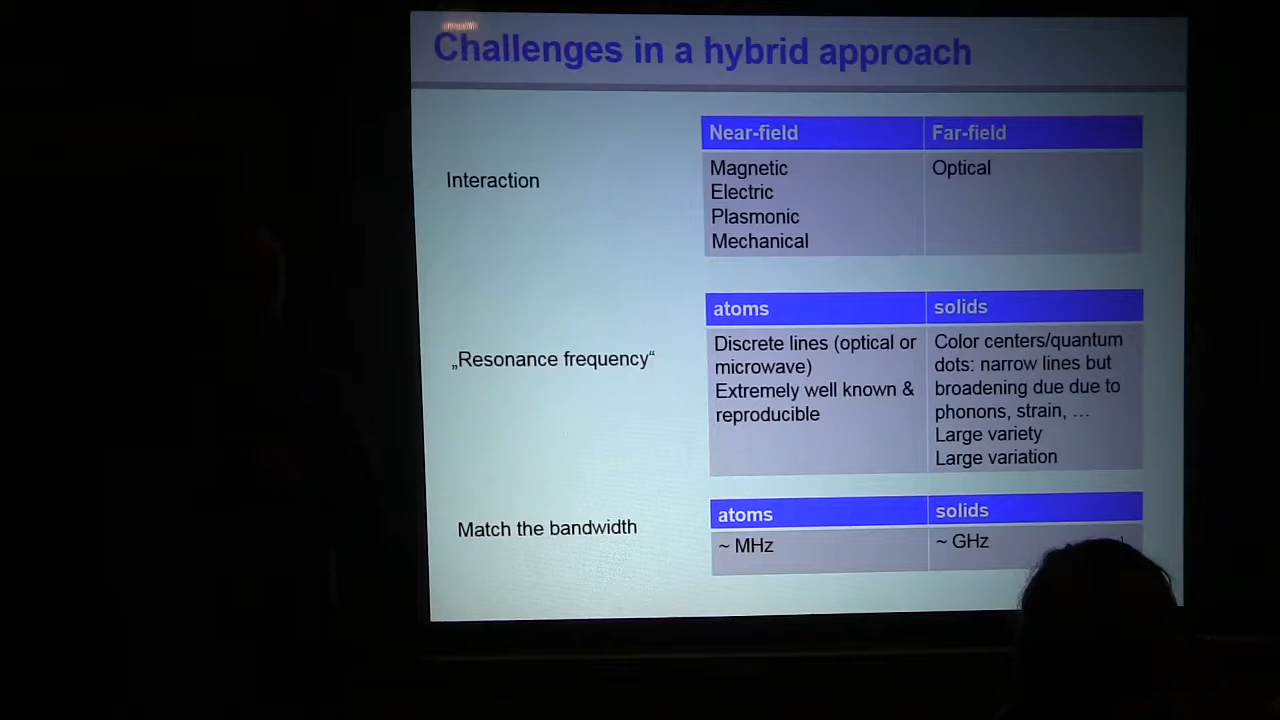 Challenges in a hybrid approach
Near-field
Far-field
Interaction
Magnetic
Electric
Plasmonic
Mechanical
Optical
atoms
solids
„Resonance frequency“
Discrete lines (optical or
microwave)
Extremely well known &
reproducible
Color centers/quantum
dots: narrow lines but
broadening due due to
phonons, strain, …
Large variety
Large variation
atoms
solids
Match the bandwidth
~ MHz
~ GHz